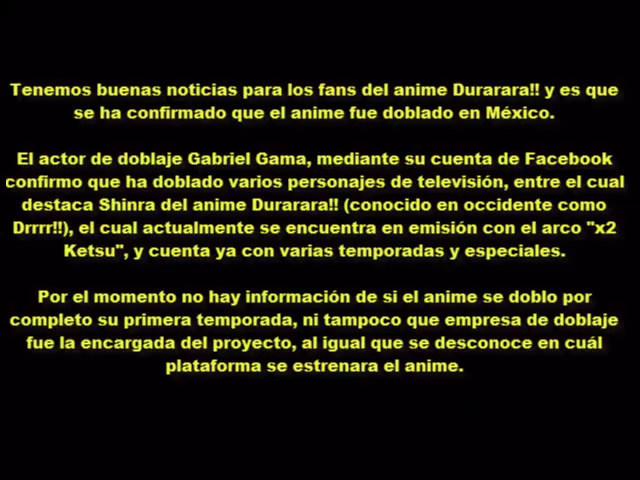 Tenemos buenas noticias para los fans del anime Durarara!! y es que
se ha confirmado que el anime fue doblado en México.
El actor de doblaje Gabriel Gama, mediante su cuenta de Facebook
confirmo que ha doblado varios personajes de televisión, entre el cual
destaca Shinra del anime Durarara!! (conocido en occidente como
Drrrr!!), el cual actualmente se encuentra en emisión con el arco "x2
Ketsu", y cuenta ya con varias temporadas y especiales.
Por el momento no hay información de si el anime se doblo por
completo su primera temporada, ni tampoco que empresa de doblaje
fue la encargada del proyecto, al igual que se desconoce en cuál
plataforma se estrenara el anime.